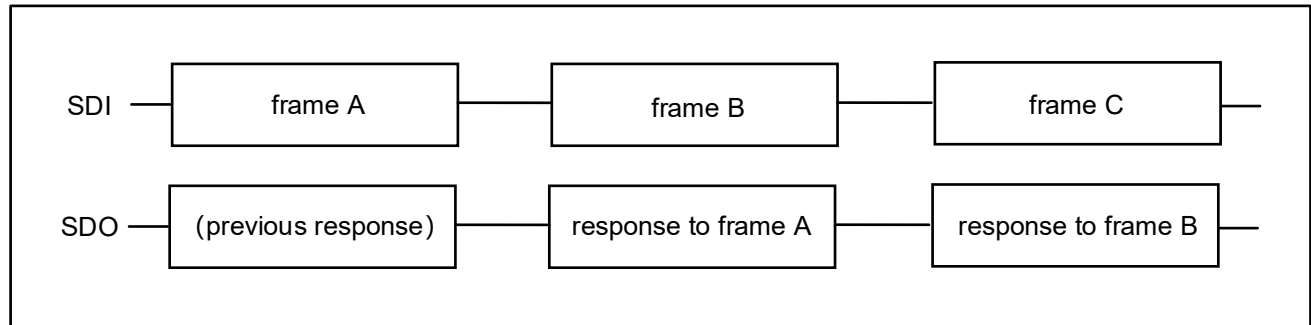 SDI frame A frame B frame C
SDO (previous response) response to frame A response to frame B